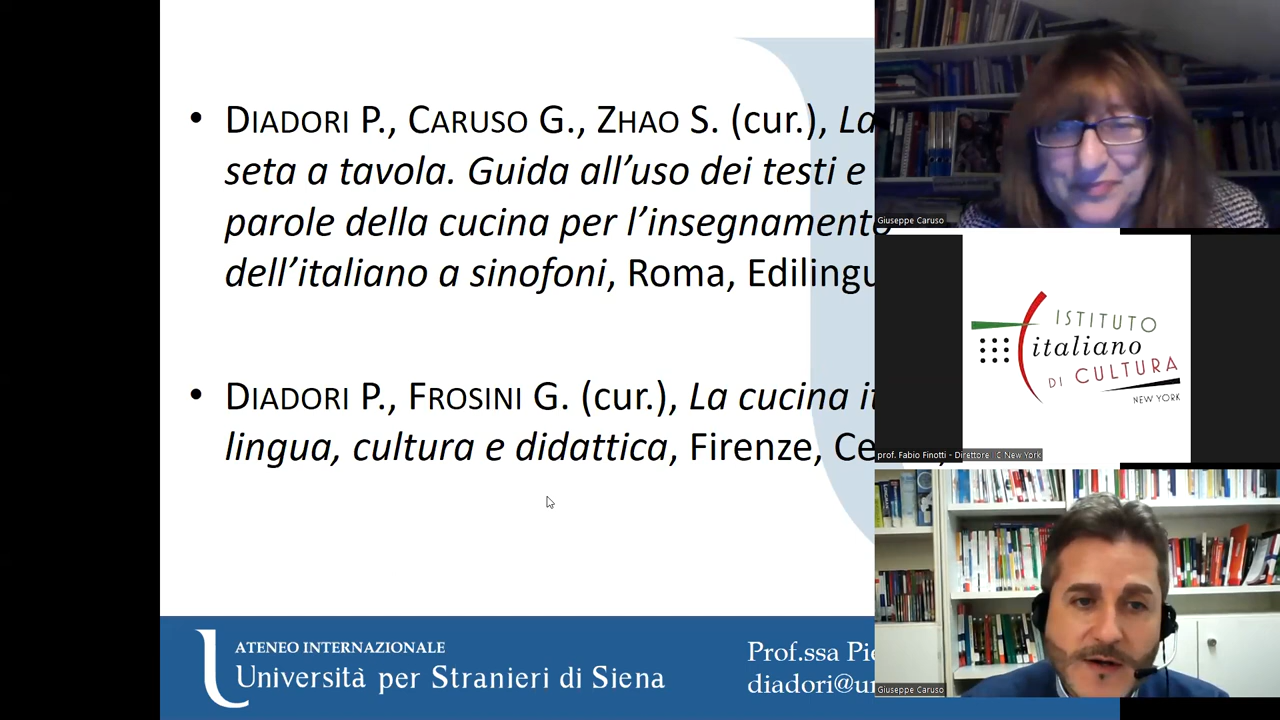 • DIADORI P., CARUSO G., ZHAO S. (cur.), La
seta a tavola. Guida all’uso dei testi e
parole della cucina per l’insegnamento
dell’italiano a sinofoni, Roma, Edilingu
• DIADORI P., FROSINI G. (cur.), La cucina it
lingua, cultura e didattica, Firenze, Ce
ATENEO INTERNAZIONALE
Università per Stranieri di Siena
Prof.ssa Pie
diadori@un
Giuseppe Caruso
ISTITUTO
italiano
DI CULTURA
NEW YORK
prof. Fabio Finotti - Direttore IIC New York
Giuseppe Caruso